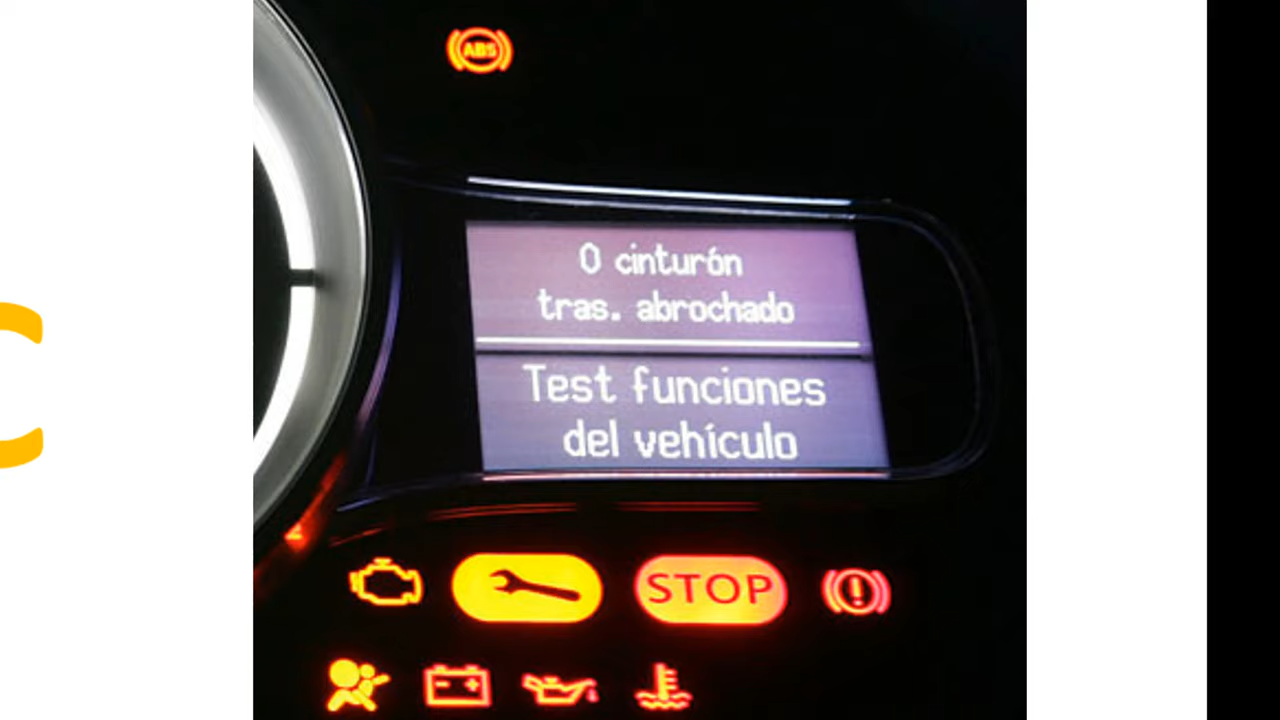 ABS
0 cinturón
tras. abrochado
Test funciones
del vehículo
STOP